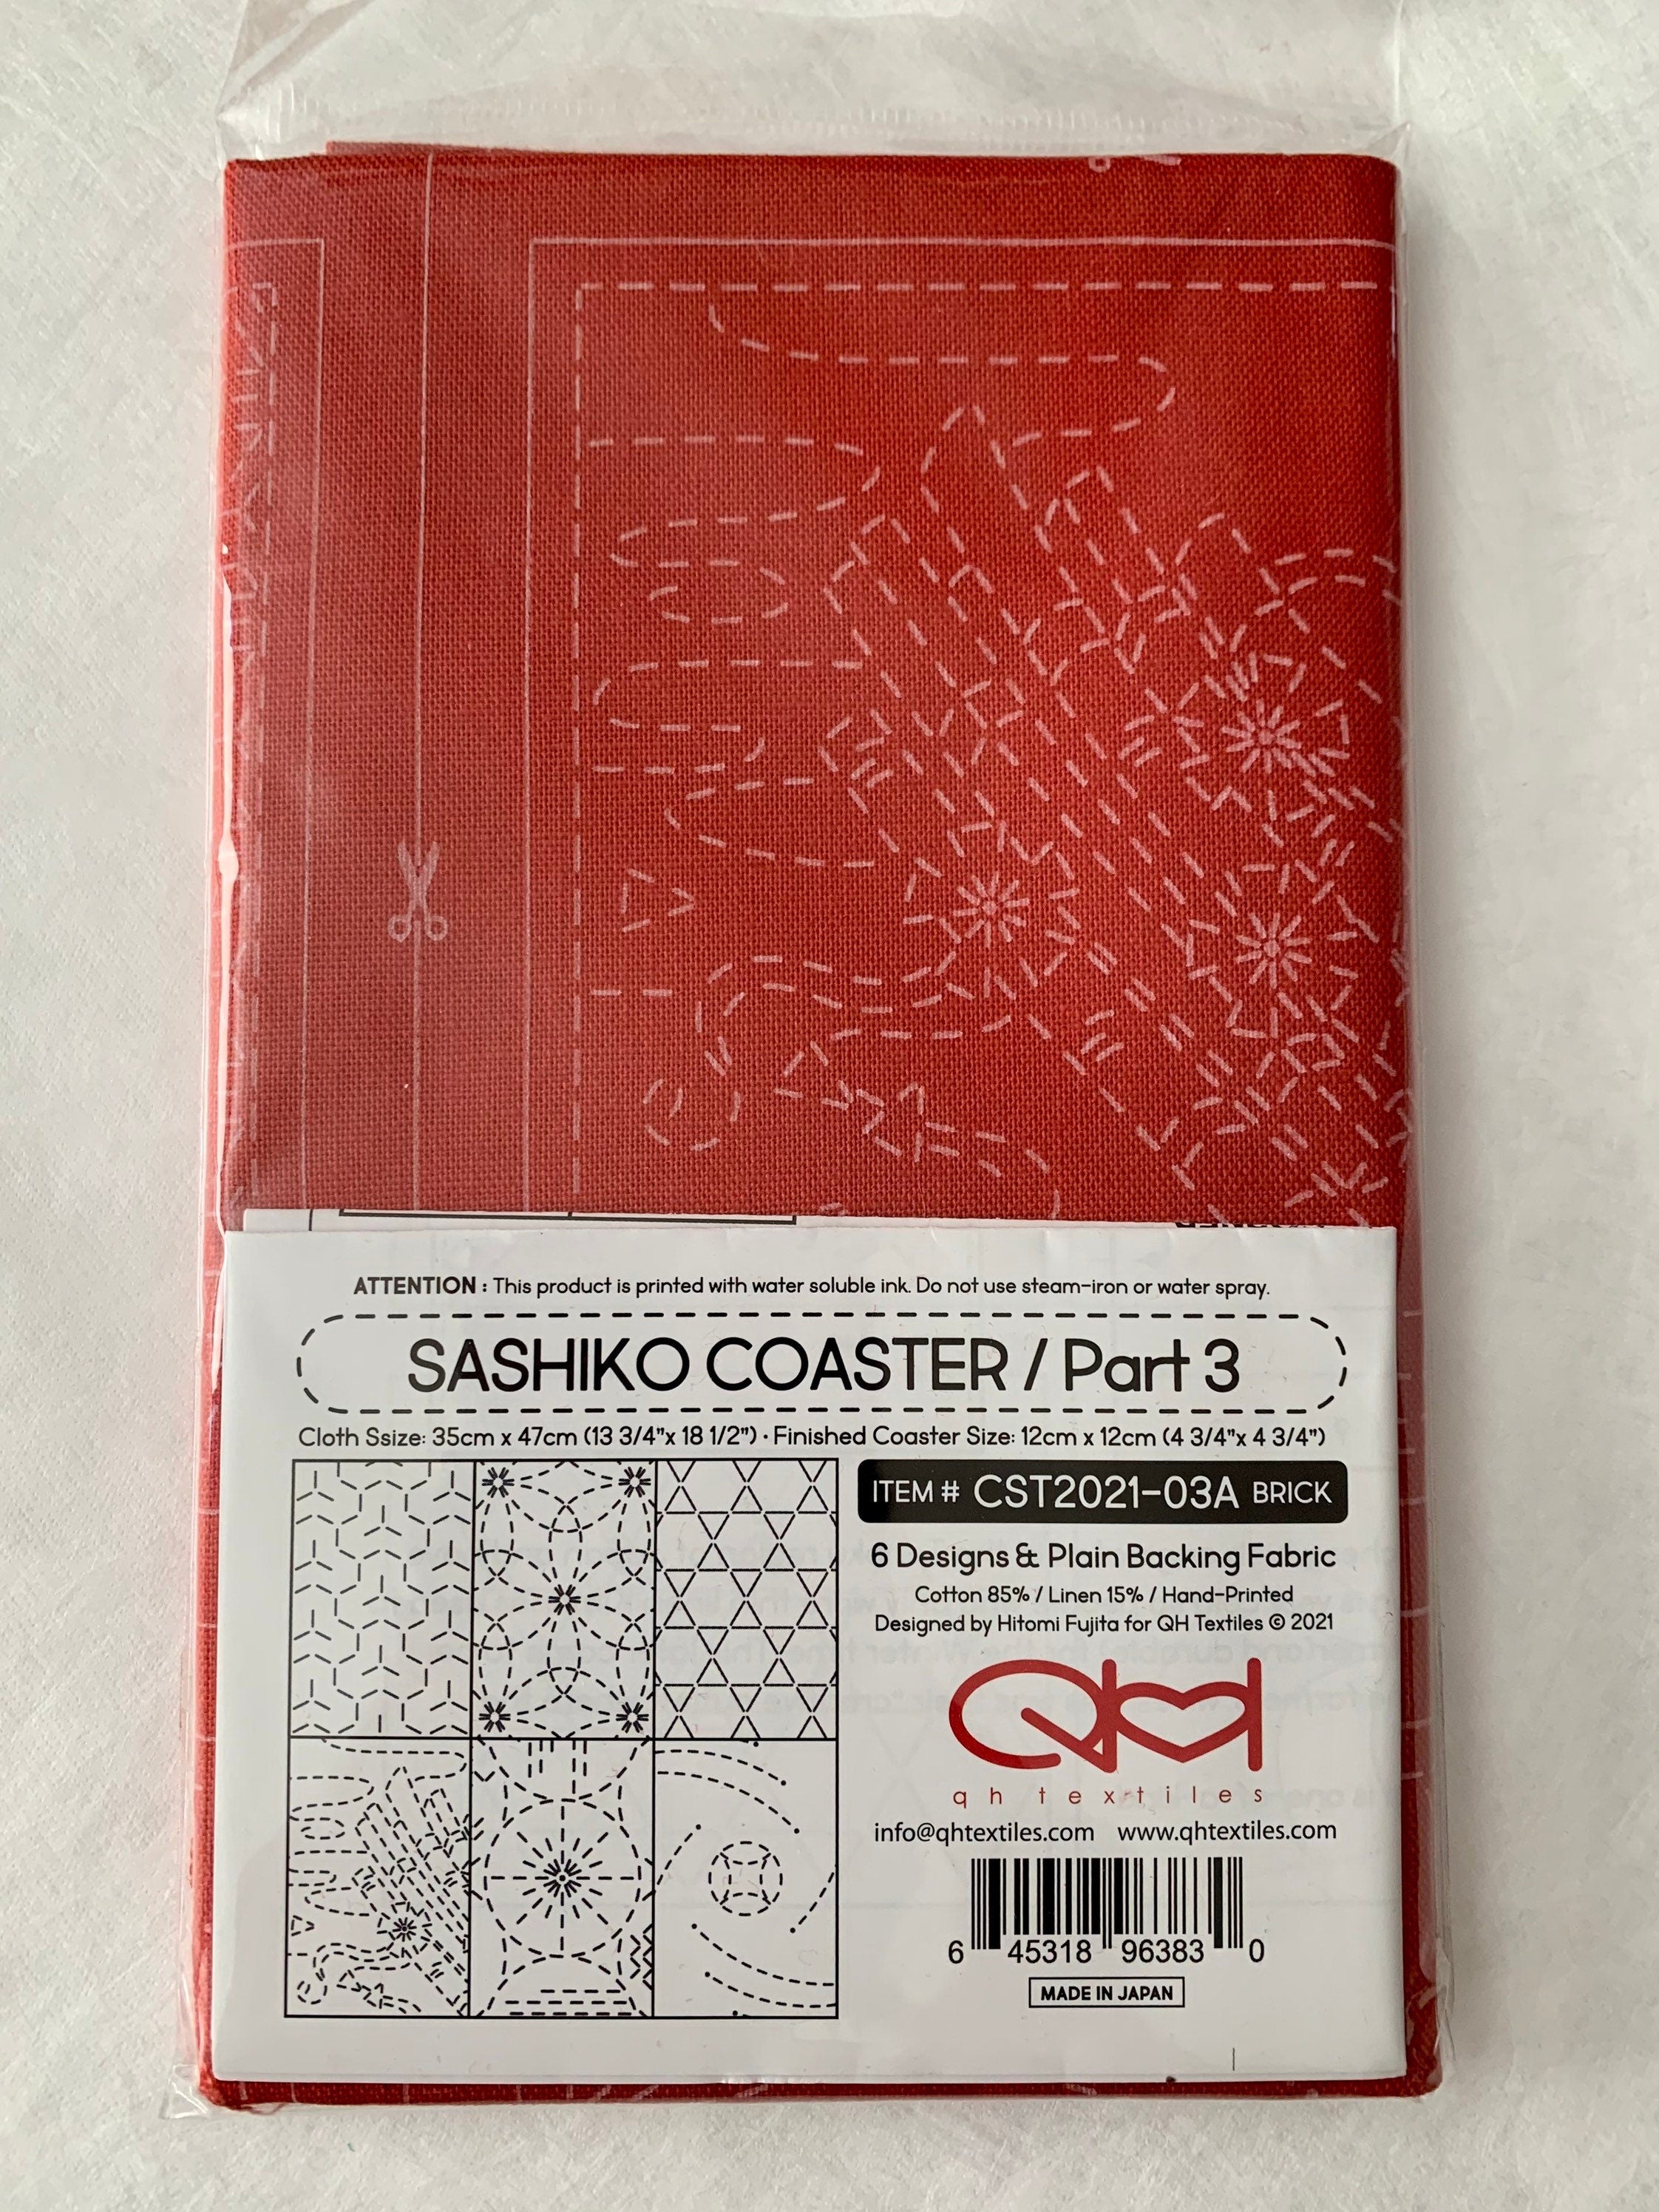 ATTENTION : This product is printed with water soluble ink. Do not use steam-iron or water spray.
SASHIKO COASTER / Part 3
Cloth Ssize: 35cm x 47cm (13 3/4"x 18 1/2") · Finished Coaster Size: 12cm x 12cm (4 3/4"x 4 3/4")
ITEM # CST2021-03A BRICK
6 Designs & Plain Backing Fabric
Cotton 85% / Linen 15% / Hand-Printed
Designed by Hitomi Fujita for QH Textiles © 2021
QH
qh textiles
info@qhtextiles.com www.qhtextiles.com
6 45318 96383 0
MADE IN JAPAN